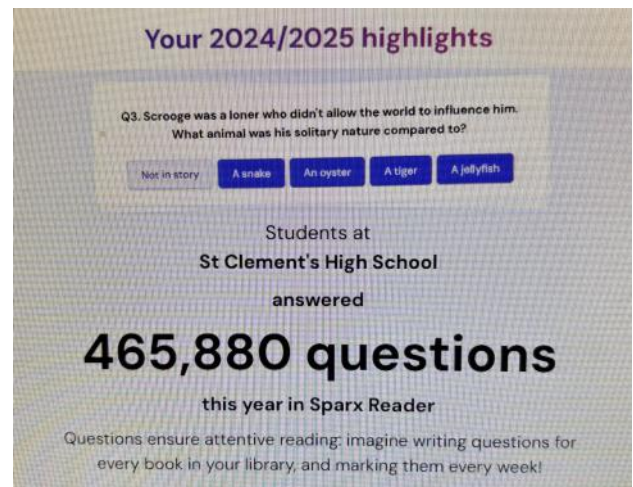 Your 2024/2025 highlights
Q3. Scrooge was a loner who didn't allow the world to influence him.
What animal was his solitary nature compared to?
Not in story
A snake
An oyster
A tiger
A jellyfish
Students at
St Clement's High School
answered
465,880 questions
this year in Sparx Reader
Questions ensure attentive reading: imagine writing questions for
every book in your library, and marking them every week!